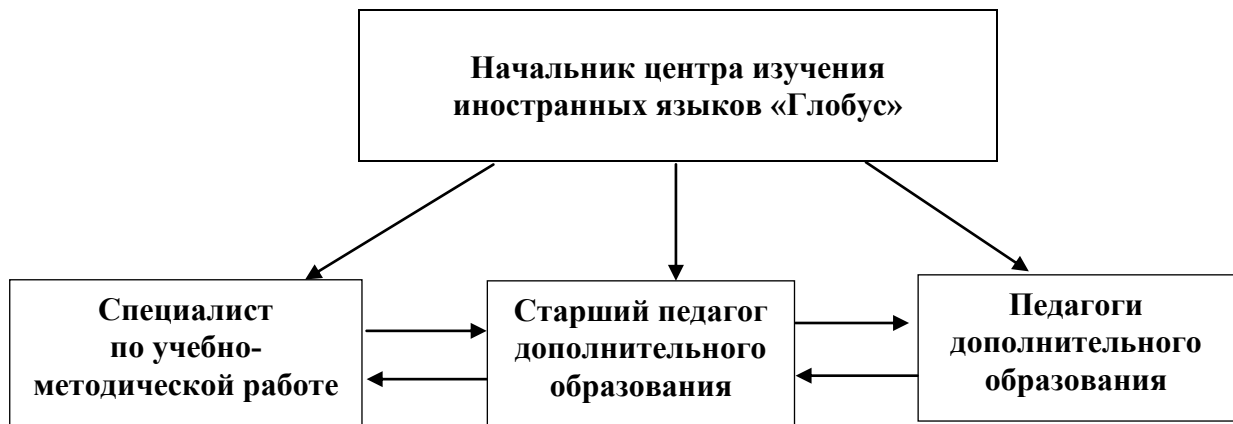 Начальник центра изучения
иностранных языков «Глобус»
Специалист
по учебно-
методической работе
Старший педагог
дополнительного
образования
Педагоги
дополнительного
образования